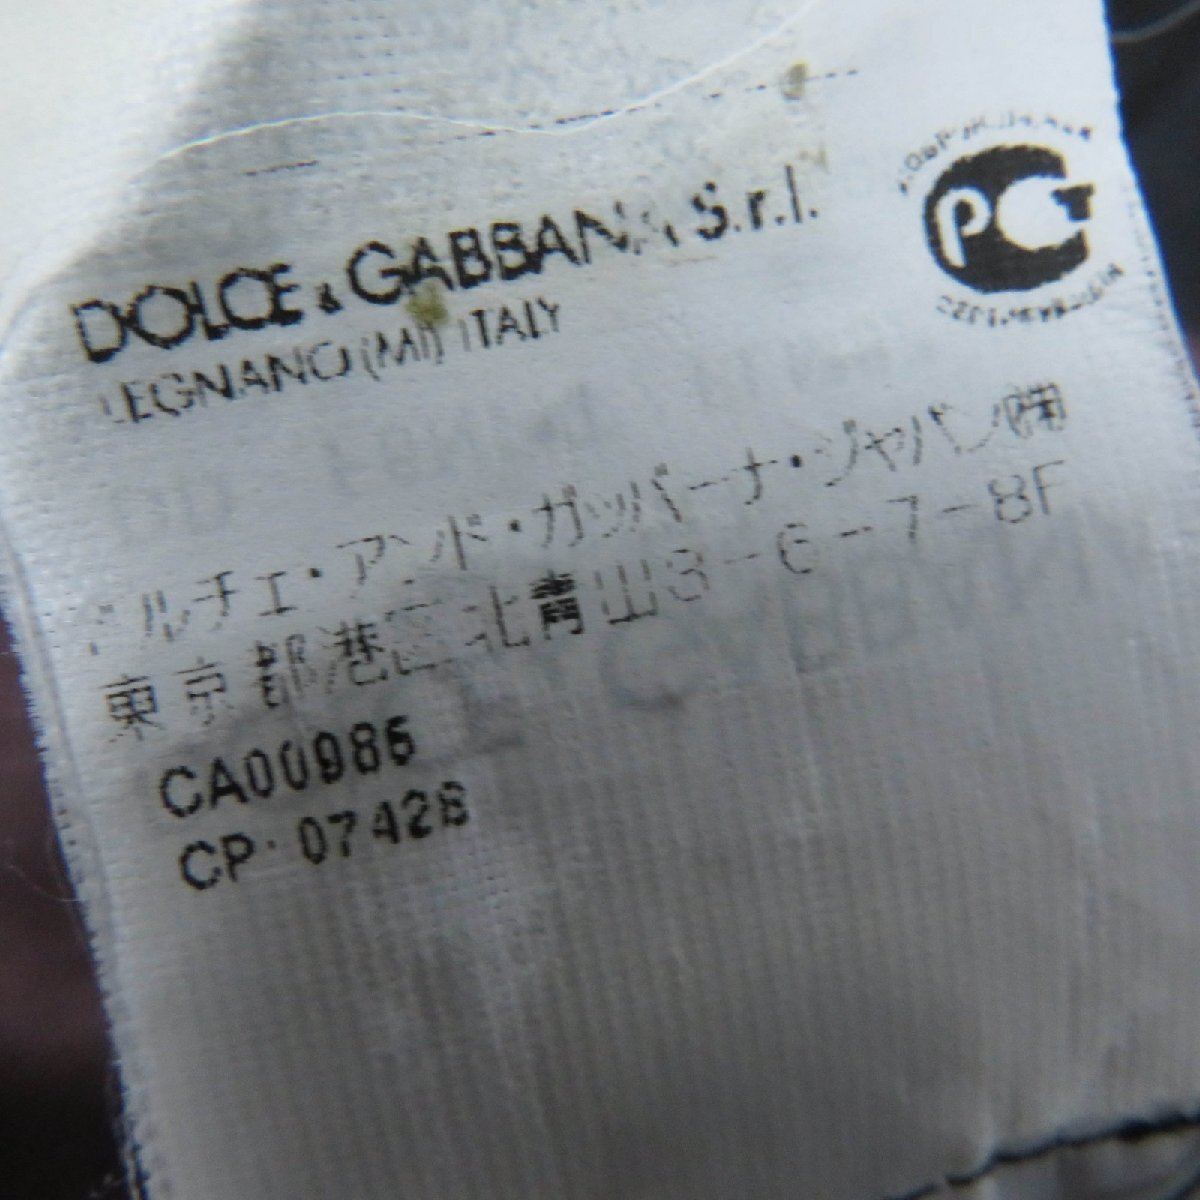 DOLCE & GABBANA S.r.l.
LEGNANO (MI) ITALY
ドルチェ・アンド・ガッバーナ・ジャパン㈱
東京都港区北青山3-6-7-8F
CA00986
CP: 07428